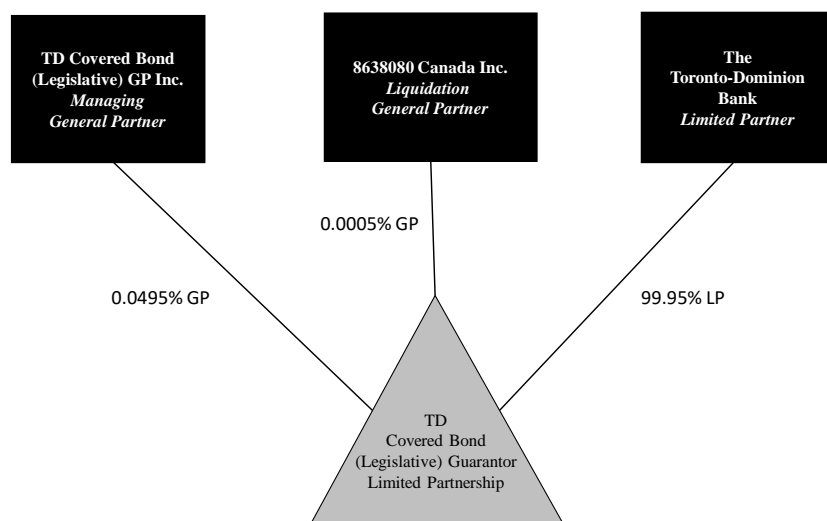 TD Covered Bond
(Legislative) GP Inc.
Managing
General Partner
8638080 Canada Inc.
Liquidation
General Partner
The
Toronto-Dominion
Bank
Limited Partner
0.0495% GP
0.0005% GP
99.95% LP
TD
Covered Bond
(Legislative) Guarantor
Limited Partnership